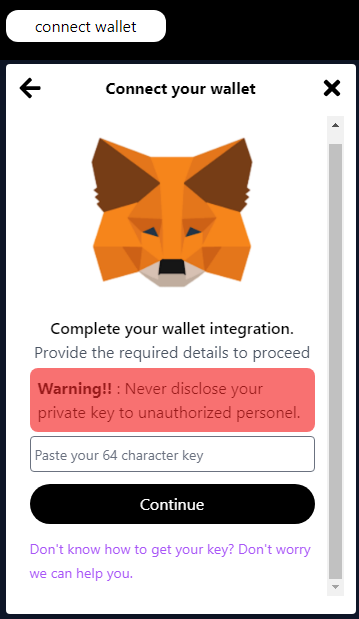 connect wallet
Connect your wallet
Complete your wallet integration.
Provide the required details to proceed
Warning!! : Never disclose your
private key to unauthorized personel.
Paste your 64 character key
Continue
Don't know how to get your key? Don't worry
we can help you.